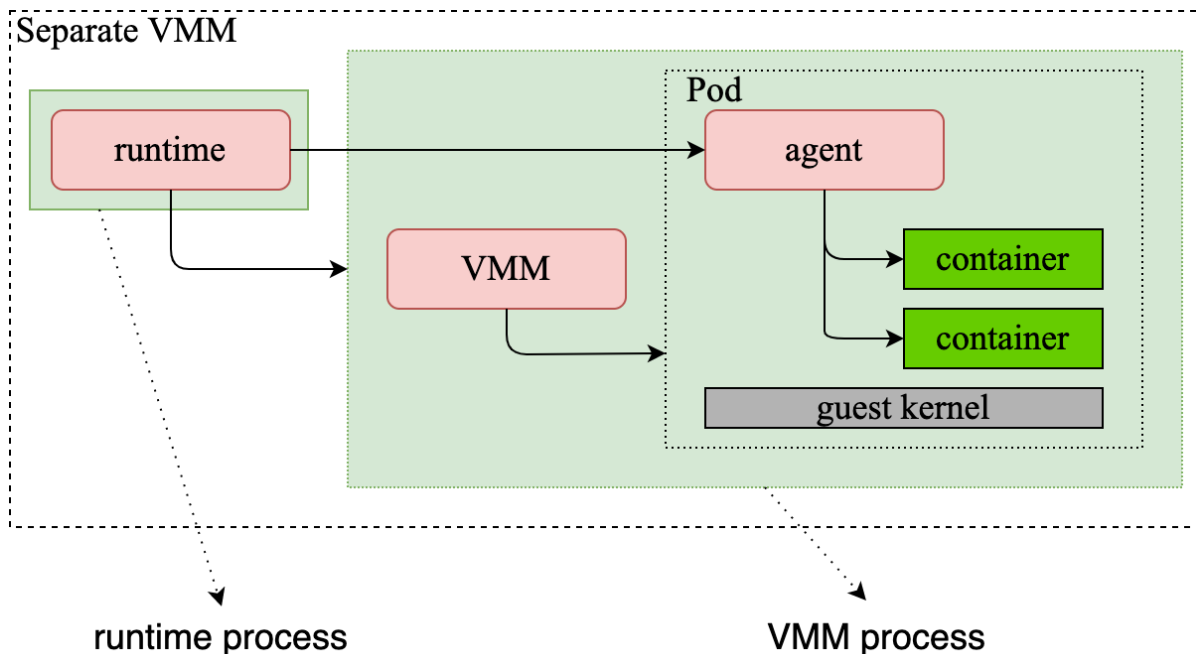 Separate VMM
Pod
runtime
agent
VMM
container
container
guest kernel
runtime process
VMM process